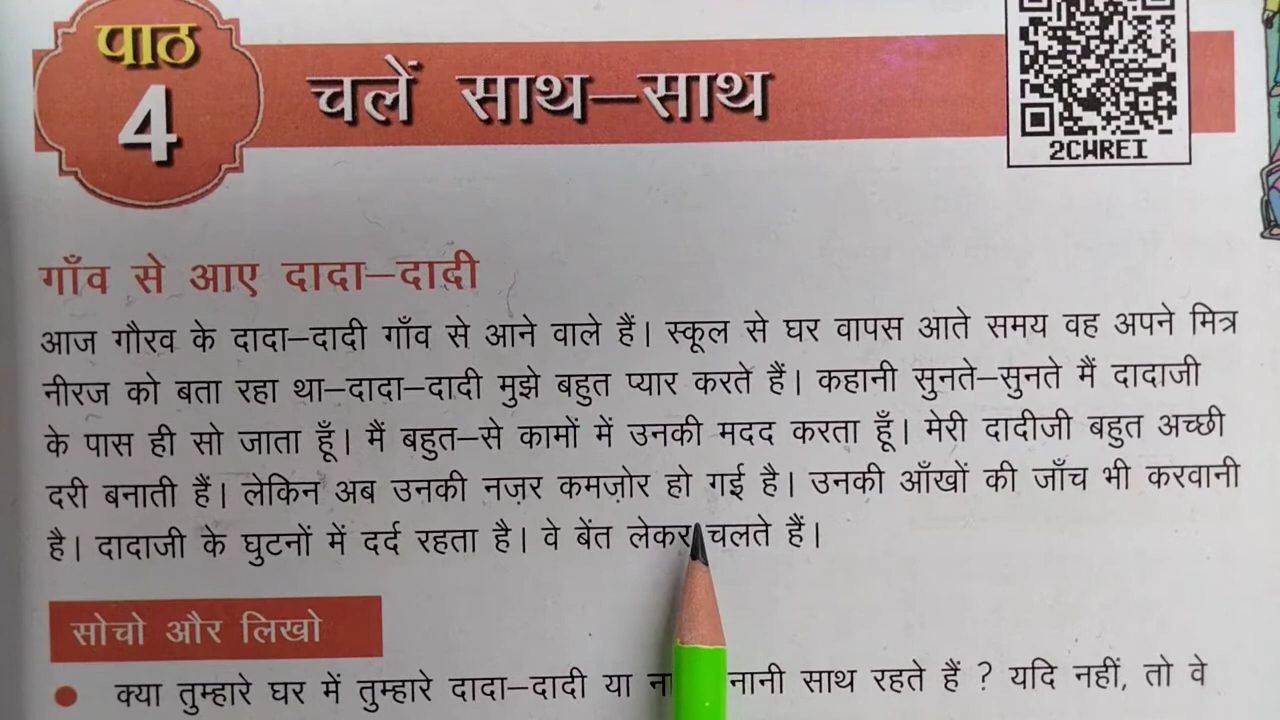 पाठ
4
चलें साथ–साथ
2CWREI
गाँव से आए दादा–दादी
आज गौरव के दादा–दादी गाँव से आने वाले हैं। स्कूल से घर वापस आते समय वह अपने मित्र
नीरज को बता रहा था–दादा–दादी मुझे बहुत प्यार करते हैं। कहानी सुनते–सुनते मैं दादाजी
के पास ही सो जाता हूँ। मैं बहुत–से कामों में उनकी मदद करता हूँ। मेरी दादीजी बहुत अच्छी
दरी बनाती हैं। लेकिन अब उनकी नज़र कमज़ोर हो गई है। उनकी आँखों की जाँच भी करवानी
है। दादाजी के घुटनों में दर्द रहता है। वे बेंत लेकर चलते हैं।
सोचो और लिखो
क्या तुम्हारे घर में तुम्हारे दादा–दादी या नानी साथ रहते हैं ? यदि नहीं, तो वे